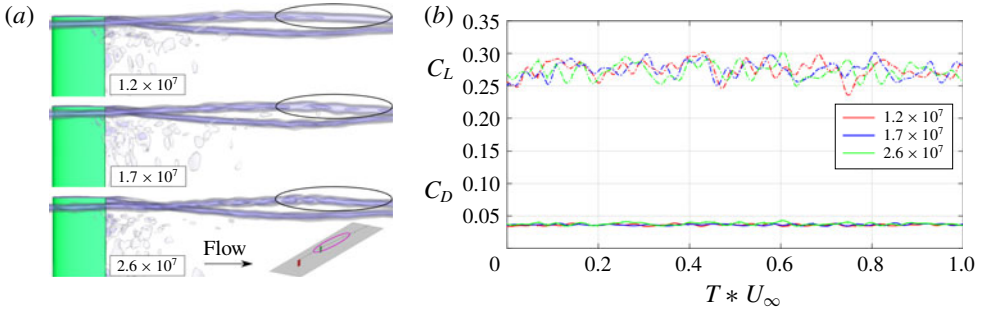 (a)
1.2 × 10⁷
1.7 × 10⁷
2.6 × 10⁷
Flow
(b)
0.35
0.30
C_L
0.25
0.20
0.15
0.10
C_D
0.05
1.2 × 10⁷
1.7 × 10⁷
2.6 × 10⁷
0 0.2 0.4 0.6 0.8 1.0
T * U_∞